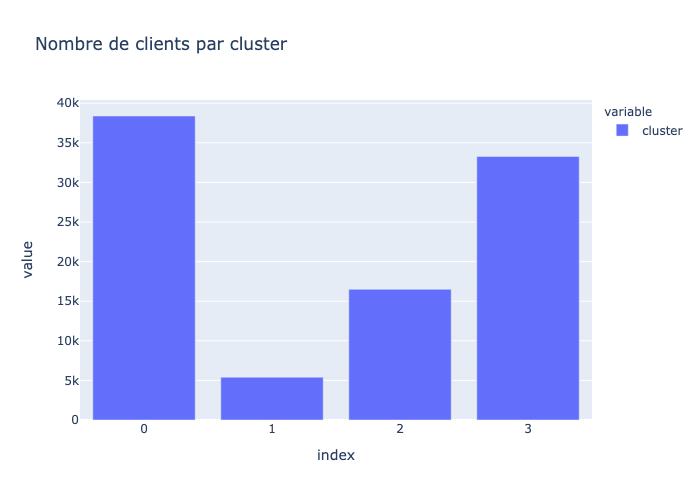 Nombre de clients par cluster
40k
35k
30k
25k
20k
15k
10k
5k
0
value
0 1 2 3
index
variable
cluster